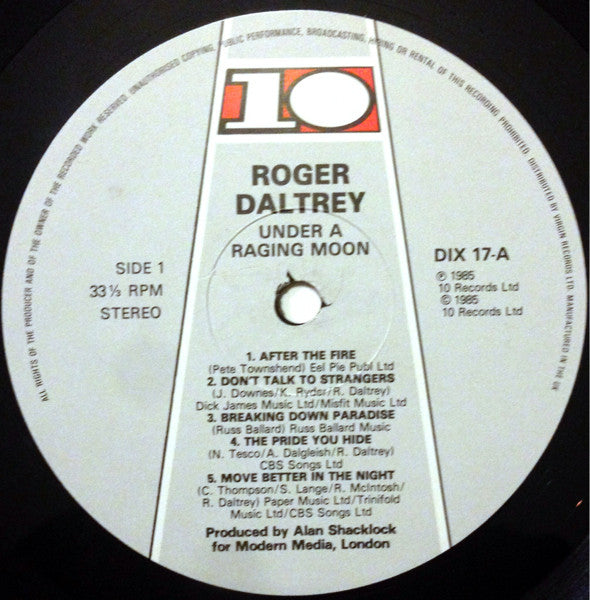 ALL RIGHTS OF THE PRODUCER AND OF THE OWNER OF THE RECORDED WORK RESERVED. UNAUTHORISED COPYING, PUBLIC PERFORMANCE, BROADCASTING, HIRING OR RENTAL OF THIS RECORDING PROHIBITED. DISTRIBUTED BY VIRGIN RECORDS LTD. MANUFACTURED IN THE UK
10
ROGER
DALTREY
UNDER A
RAGING MOON
SIDE 1
33⅓ RPM
STEREO
DIX 17-A
℗ 1985
10 Records Ltd
© 1985
10 Records Ltd
1. AFTER THE FIRE
(Pete Townshend) Eel Pie Publ Ltd
2. DON'T TALK TO STRANGERS
(J. Downes/K. Ryder/R. Daltrey)
Dick James Music Ltd/Misfit Music Ltd
3. BREAKING DOWN PARADISE
(Russ Ballard) Russ Ballard Music
4. THE PRIDE YOU HIDE
(N. Tesco/A. Dalgleish/R. Daltrey)
CBS Songs Ltd
5. MOVE BETTER IN THE NIGHT
(C. Thompson/S. Lange/R. McIntosh/
R. Daltrey) Paper Music Ltd/Trinifold
Music Ltd/CBS Songs Ltd
Produced by Alan Shacklock
for Modern Media, London